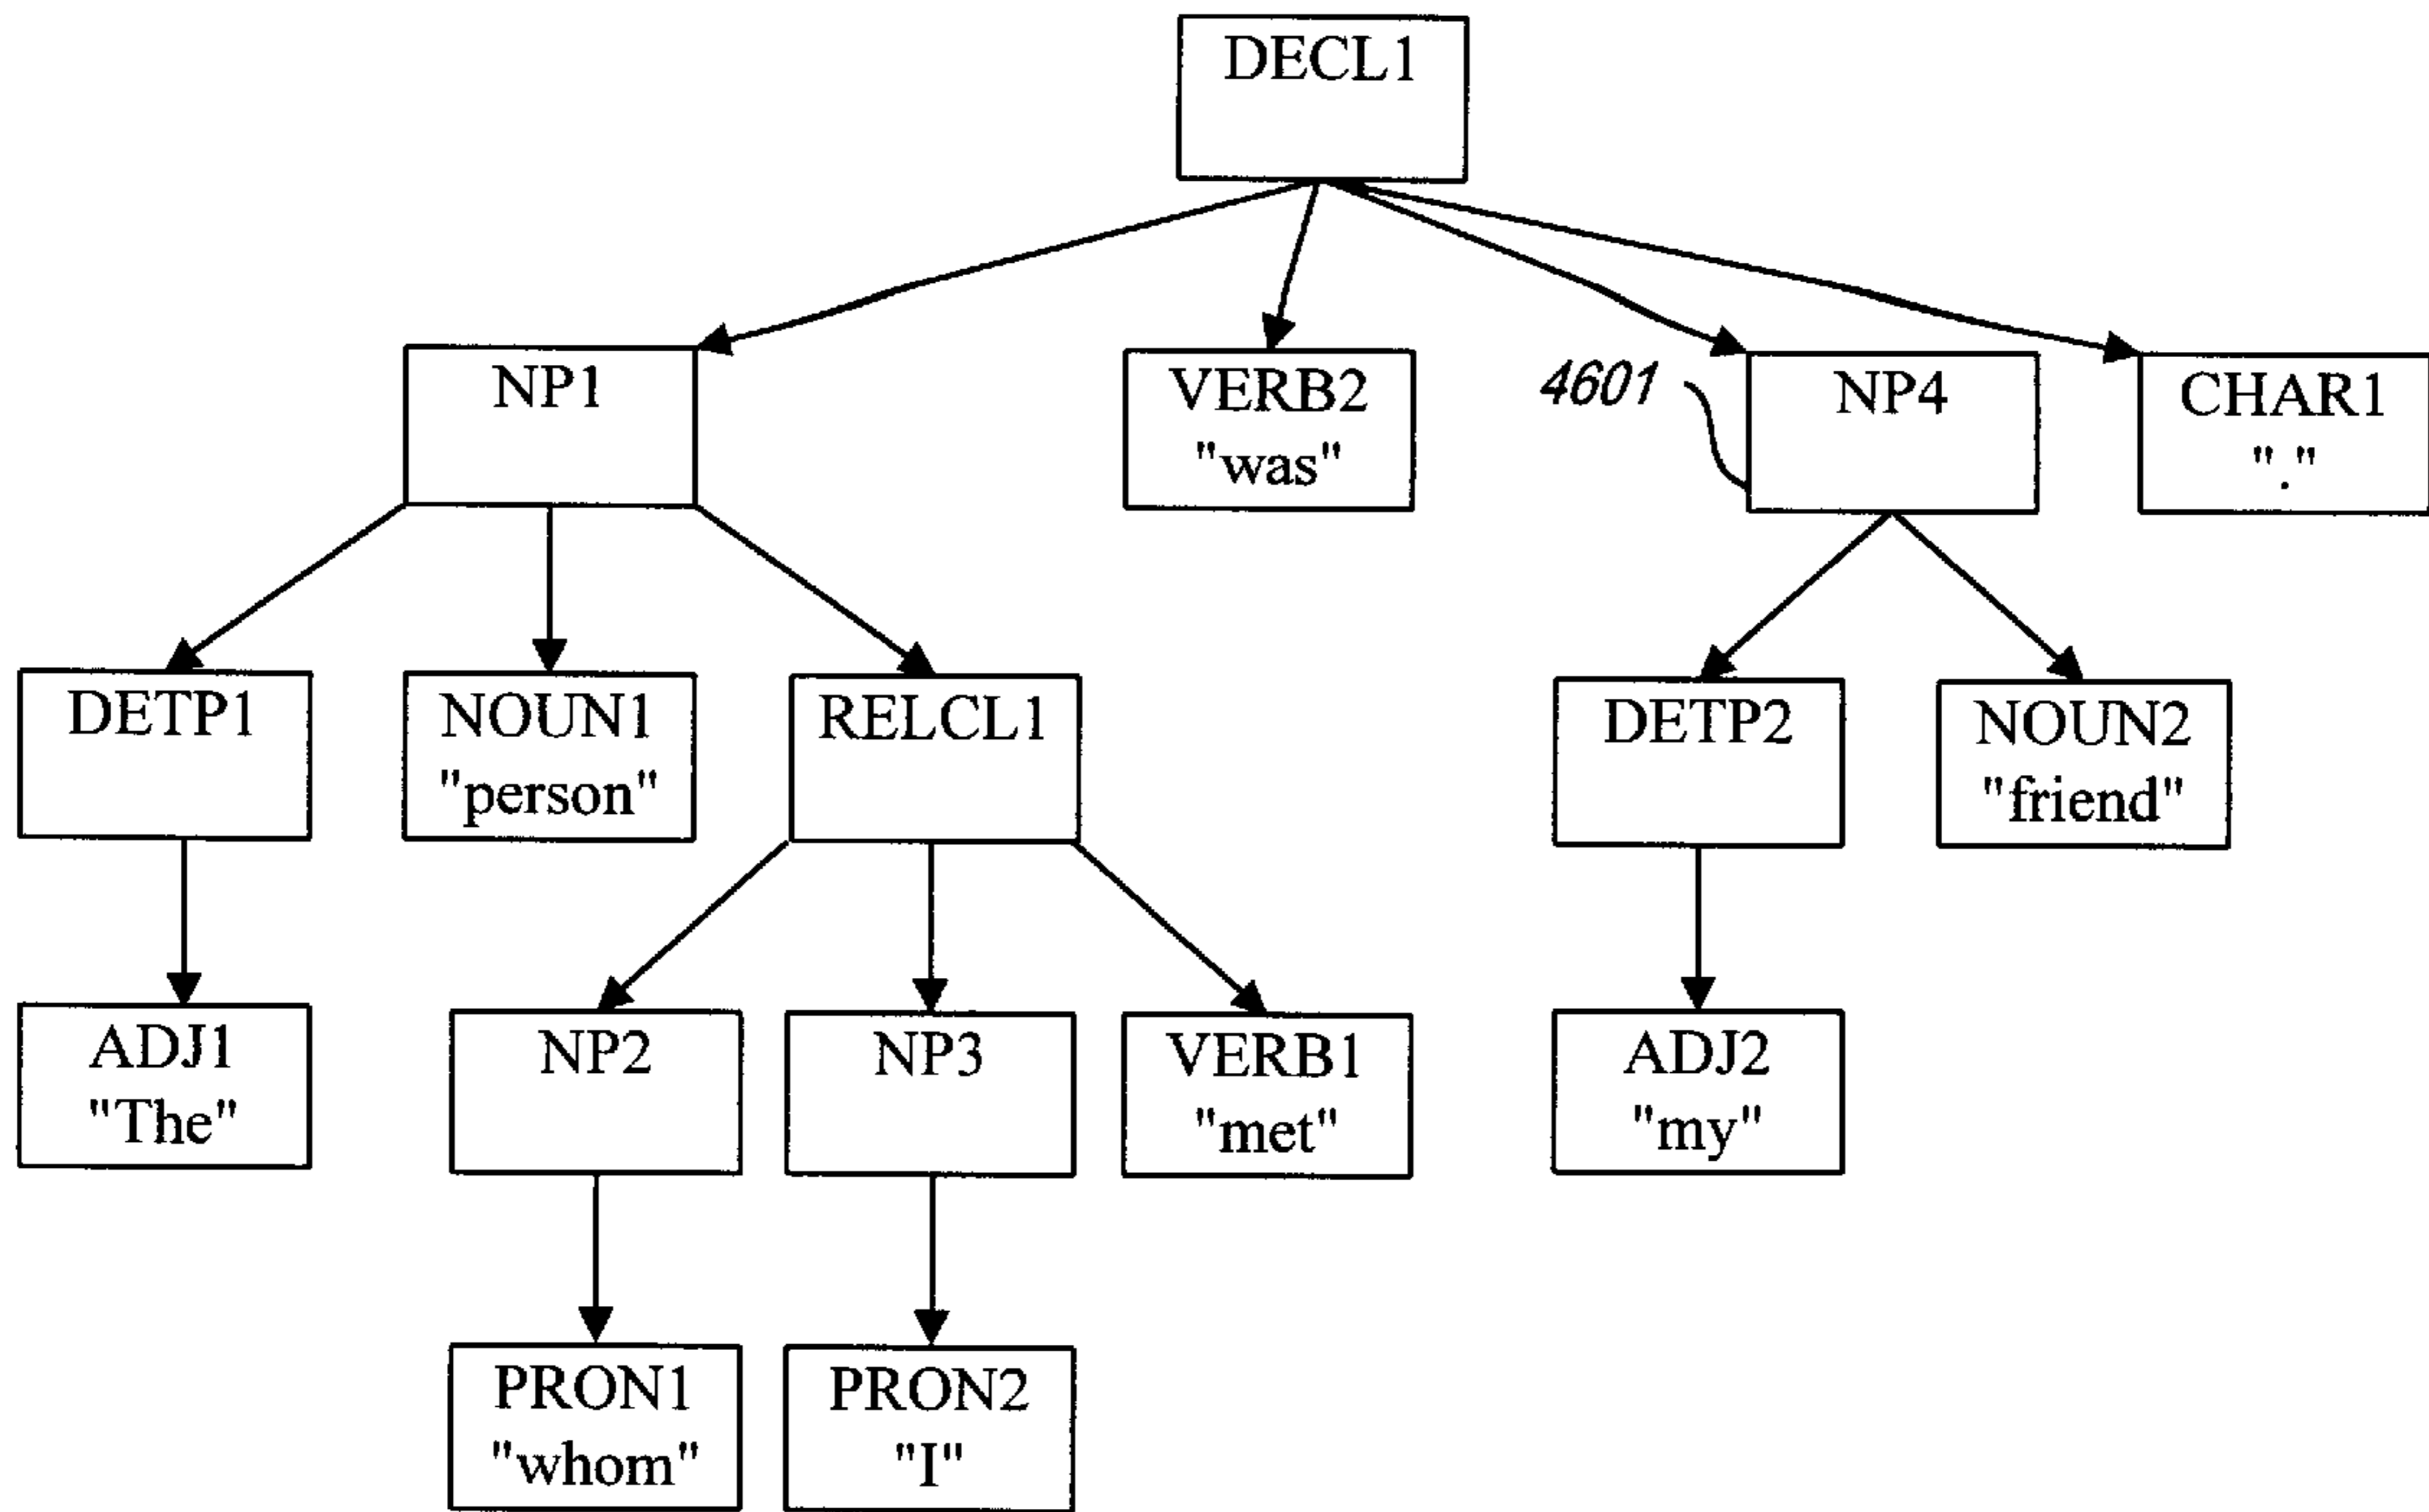 DECL1
NP1
VERB2
"was"
4601
NP4
CHAR1
"."
DETP1
NOUN1
"person"
RELCL1
DETP2
NOUN2
"friend"
ADJ1
"The"
NP2
NP3
VERB1
"met"
ADJ2
"my"
PRON1
"whom"
PRON2
"I"